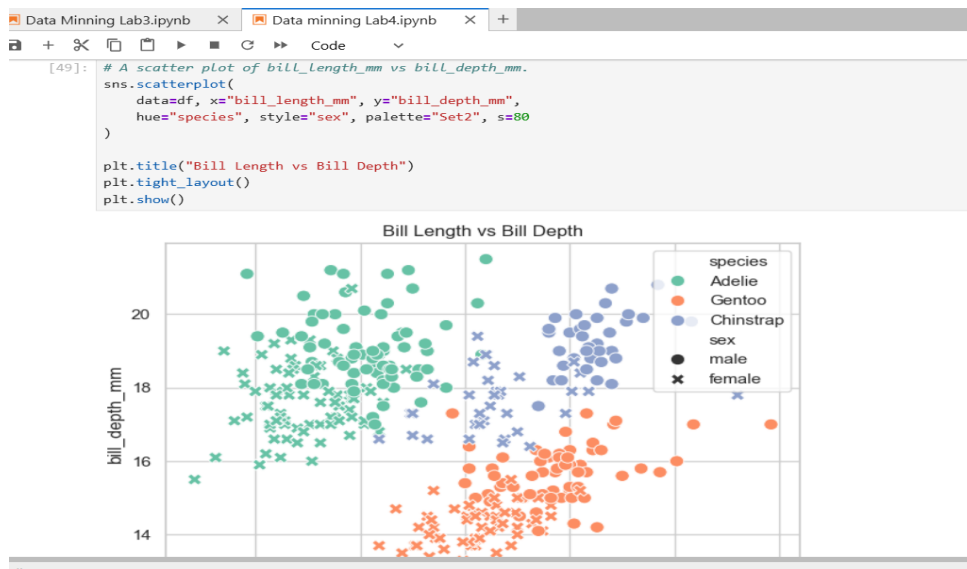 Data Minning Lab3.ipynb × Data minning Lab4.ipynb × +
Code
[49]: # A scatter plot of bill_length_mm vs bill_depth_mm.
sns.scatterplot(
data=df, x="bill_length_mm", y="bill_depth_mm",
hue="species", style="sex", palette="Set2", s=80
)
plt.title("Bill Length vs Bill Depth")
plt.tight_layout()
plt.show()
Bill Length vs Bill Depth
species
Adelie
Gentoo
Chinstrap
sex
male
female
20
18
16
14
bill_depth_mm